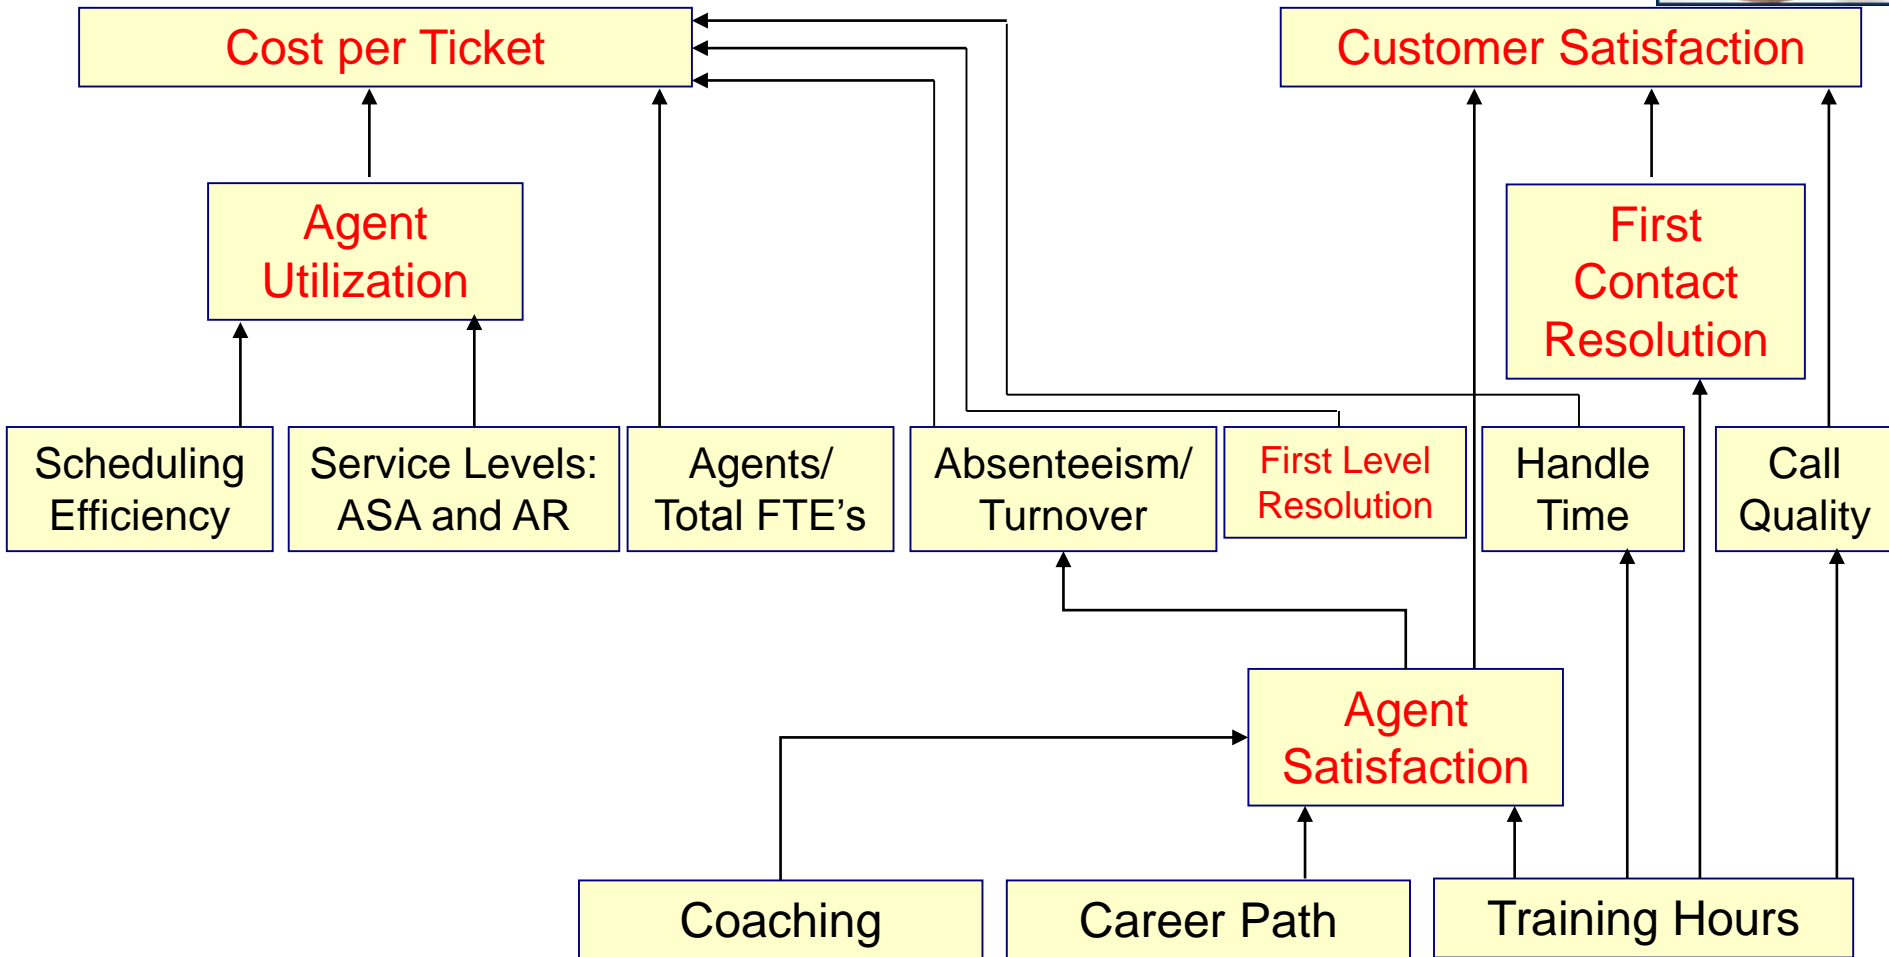 Cost per Ticket
Customer Satisfaction
Agent
Utilization
First
Contact
Resolution
Scheduling
Efficiency
Service Levels:
ASA and AR
Agents/
Total FTE's
Absenteeism/
Turnover
First Level
Resolution
Handle
Time
Call
Quality
Agent
Satisfaction
Coaching
Career Path
Training Hours